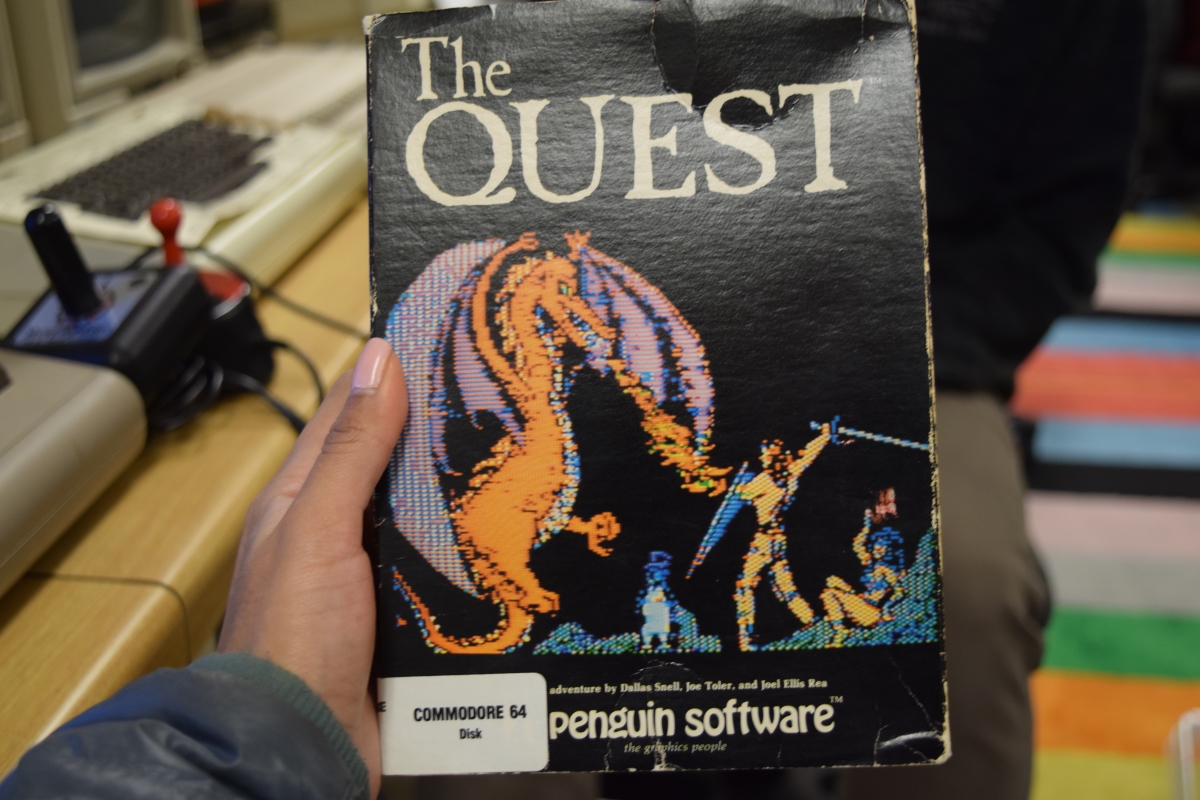 The
QUEST™
adventure by Dallas Snell, Joe Toler, and Joel Ellis Rea
COMMODORE 64
Disk
penguin software™
the graphics people